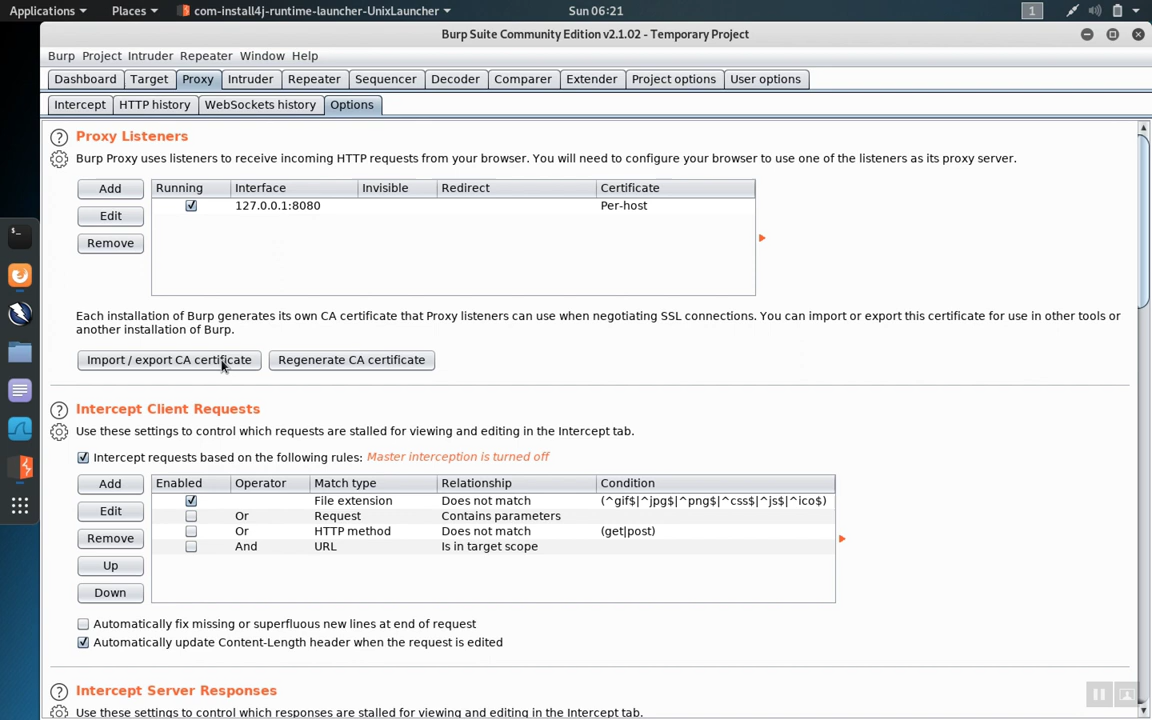 Applications Places com-install4j-runtime-launcher-UnixLauncher Sun 06:21 1
Burp Suite Community Edition v2.1.02 - Temporary Project
Burp Project Intruder Repeater Window Help
Dashboard Target Proxy Intruder Repeater Sequencer Decoder Comparer Extender Project options User options
Intercept HTTP history WebSockets history Options
? Proxy Listeners
Burp Proxy uses listeners to receive incoming HTTP requests from your browser. You will need to configure your browser to use one of the listeners as its proxy server.
Add Running Interface Invisible Redirect Certificate
127.0.0.1:8080 Per-host
Edit
Remove
Each installation of Burp generates its own CA certificate that Proxy listeners can use when negotiating SSL connections. You can import or export this certificate for use in other tools or
another installation of Burp.
Import / export CA certificate Regenerate CA certificate
? Intercept Client Requests
Use these settings to control which requests are stalled for viewing and editing in the Intercept tab.
Intercept requests based on the following rules: Master interception is turned off
Add Enabled Operator Match type Relationship Condition
File extension Does not match (^gif$|^jpg$|^png$|^css$|^js$|^ico$)
Edit Or Request Contains parameters
Remove Or HTTP method Does not match (get|post)
And URL Is in target scope
Up
Down
Automatically fix missing or superfluous new lines at end of request
Automatically update Content-Length header when the request is edited
? Intercept Server Responses
Use these settings to control which responses are stalled for viewing and editing in the Intercept tab.